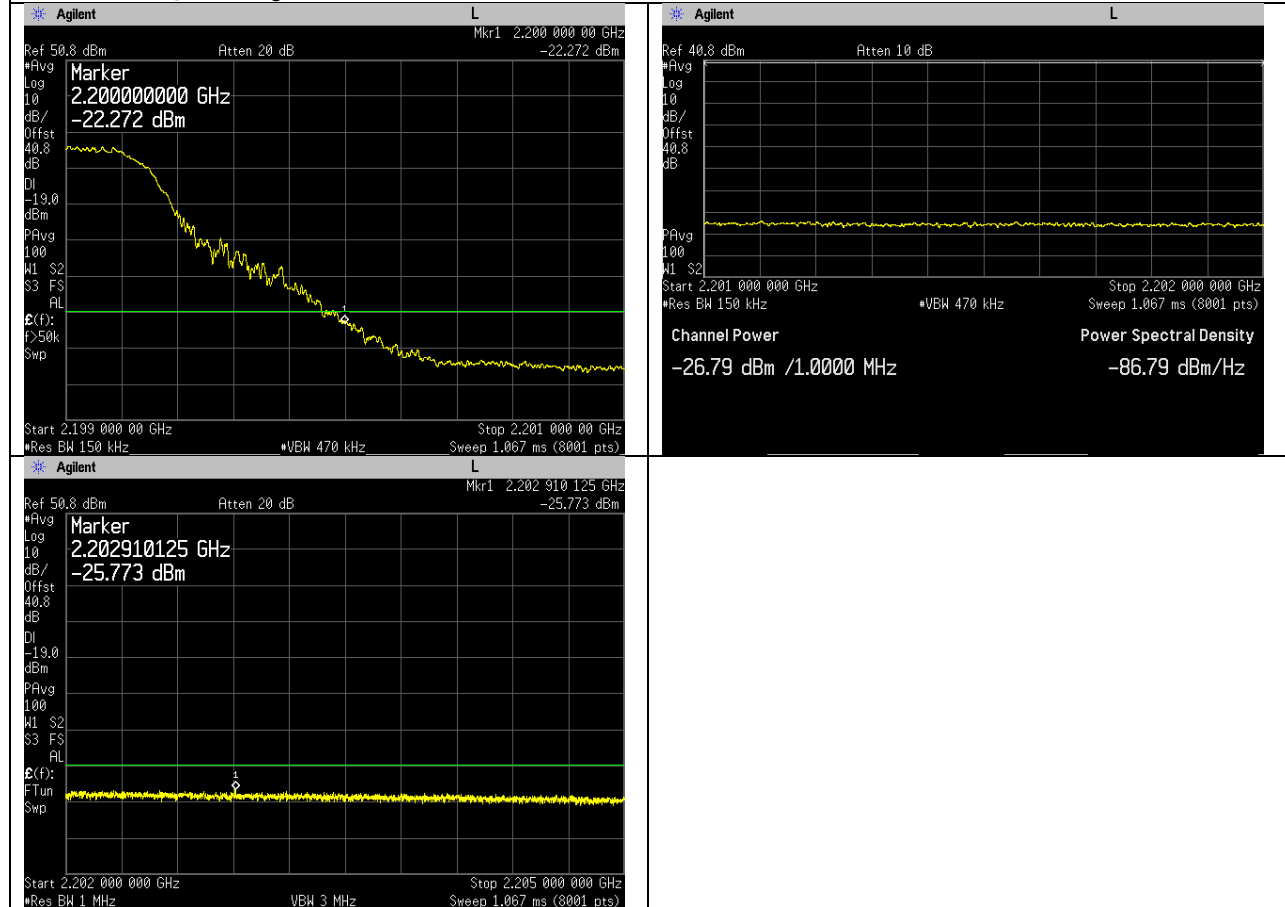 Agilent L
Mkr1 2.200 000 00 GHz
Ref 50.8 dBm Atten 20 dB -22.272 dBm
#Avg
Log
10
dB/
Offst
40.8
dB
DI
-19.0
dBm
PAvg
100
W1 S2
S3 FS
AL
£(f):
f>50k
Swp
Marker
2.200000000 GHz
-22.272 dBm
1
Start 2.199 000 00 GHz Stop 2.201 000 00 GHz
#Res BW 150 kHz #VBW 470 kHz Sweep 1.067 ms (8001 pts)
Agilent L
Ref 40.8 dBm Atten 10 dB
#Avg
Log
10
dB/
Offst
40.8
dB
PAvg
100
W1 S2
Start 2.201 000 000 GHz Stop 2.202 000 000 GHz
#Res BW 150 kHz #VBW 470 kHz Sweep 1.067 ms (8001 pts)
Channel Power Power Spectral Density
-26.79 dBm /1.0000 MHz -86.79 dBm/Hz
Agilent L
Mkr1 2.202 910 125 GHz
Ref 50.8 dBm Atten 20 dB -25.773 dBm
#Avg
Log
10
dB/
Offst
40.8
dB
DI
-19.0
dBm
PAvg
100
W1 S2
S3 FS
AL
£(f):
FTun
Swp
Marker
2.202910125 GHz
-25.773 dBm
1
Start 2.202 000 000 GHz Stop 2.205 000 000 GHz
#Res BW 1 MHz VBW 3 MHz Sweep 1.067 ms (8001 pts)